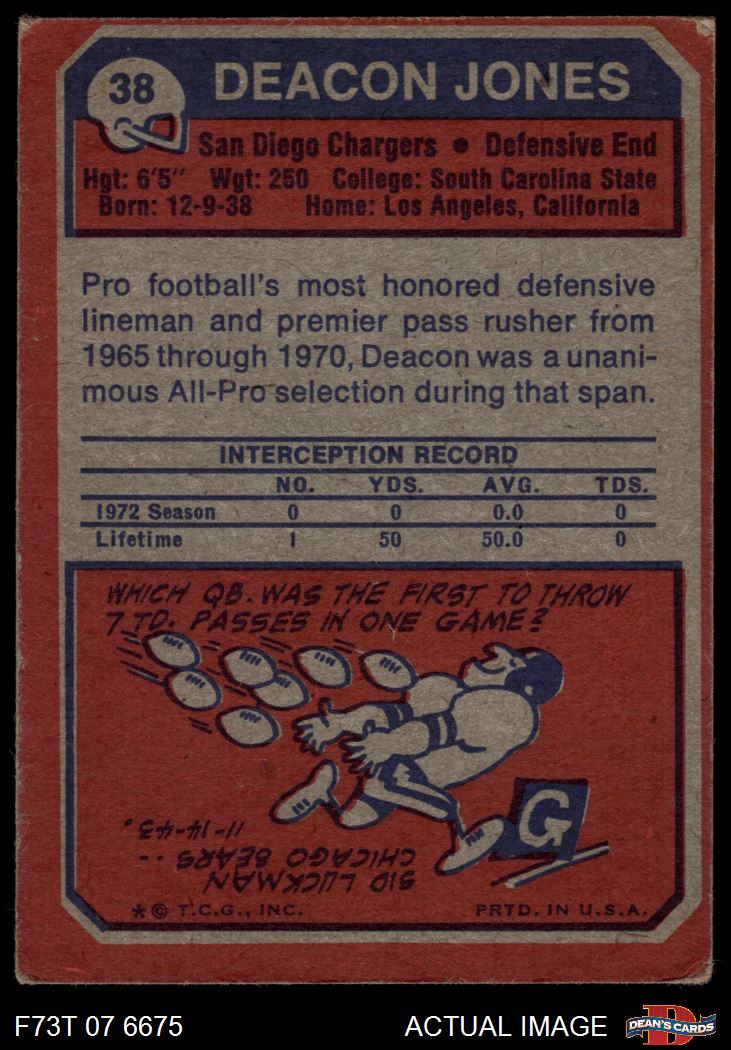 38
DEACON JONES
San Diego Chargers • Defensive End
Hgt: 6'5" Wgt: 250 College: South Carolina State
Born: 12-9-38 Home: Los Angeles, California
Pro football's most honored defensive
lineman and premier pass rusher from
1965 through 1970, Deacon was a unani-
mous All-Pro selection during that span.
INTERCEPTION RECORD
NO. YDS. AVG. TDS.
1972 Season 0 0 0.0 0
Lifetime 1 50 50.0 0
WHICH QB. WAS THE FIRST TO THROW
7 TD. PASSES IN ONE GAME?
G
SID LUCKMAN
CHICAGO BEARS --
11-14-43.
* © T.C.G., INC. PRTD. IN U.S.A.
F73T 07 6675 ACTUAL IMAGE
D
DEAN'S CARDS